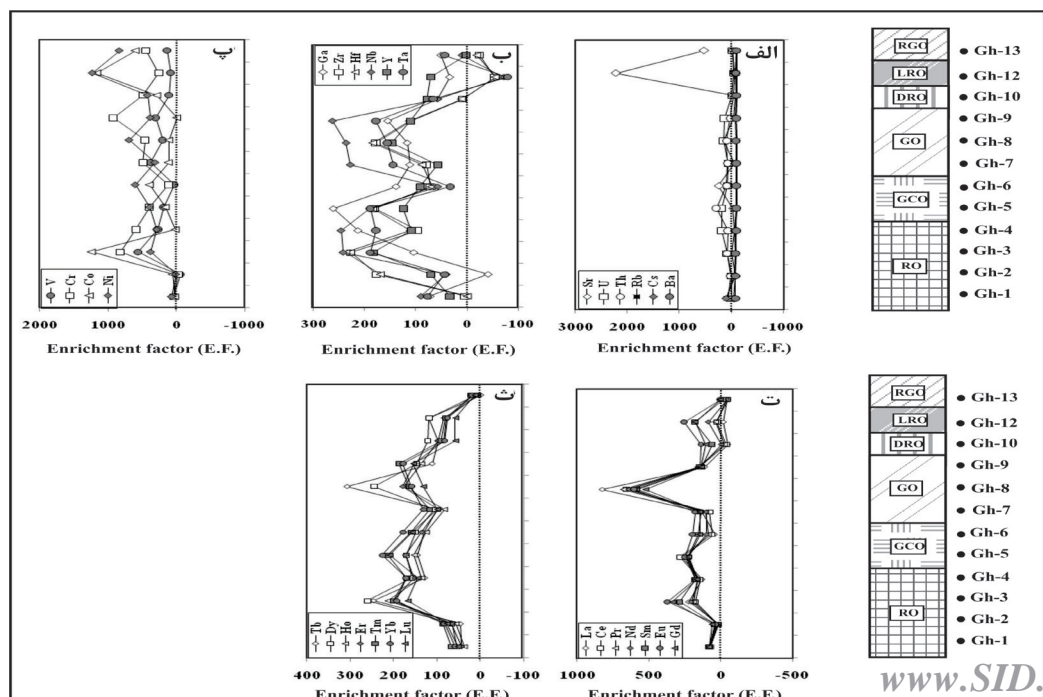 پ
V
Cr
Co
Ni
2000
1000
0
-1000
Enrichment factor (E.F.)
ب
Ga
Zr
Hf
Nb
Y
Ta
300
200
100
0
-100
Enrichment factor (E.F.)
الف
Sr
U
Th
Rb
Cs
Ba
3000
2000
1000
0
-1000
Enrichment factor (E.F.)
RGO
LRO
DRO
GO
GCO
RO
Gh-13
Gh-12
Gh-10
Gh-9
Gh-8
Gh-7
Gh-6
Gh-5
Gh-4
Gh-3
Gh-2
Gh-1
ث
Tb
Dy
Ho
Er
Tm
Yb
Lu
400
300
200
100
0
-100
Enrichment factor (E.F.)
ت
La
Ce
Pr
Nd
Sm
Eu
Gd
1000
500
0
-500
Enrichment factor (E.F.)
RGO
LRO
DRO
GO
GCO
RO
Gh-13
Gh-12
Gh-10
Gh-9
Gh-8
Gh-7
Gh-6
Gh-5
Gh-4
Gh-3
Gh-2
Gh-1
www.SID.